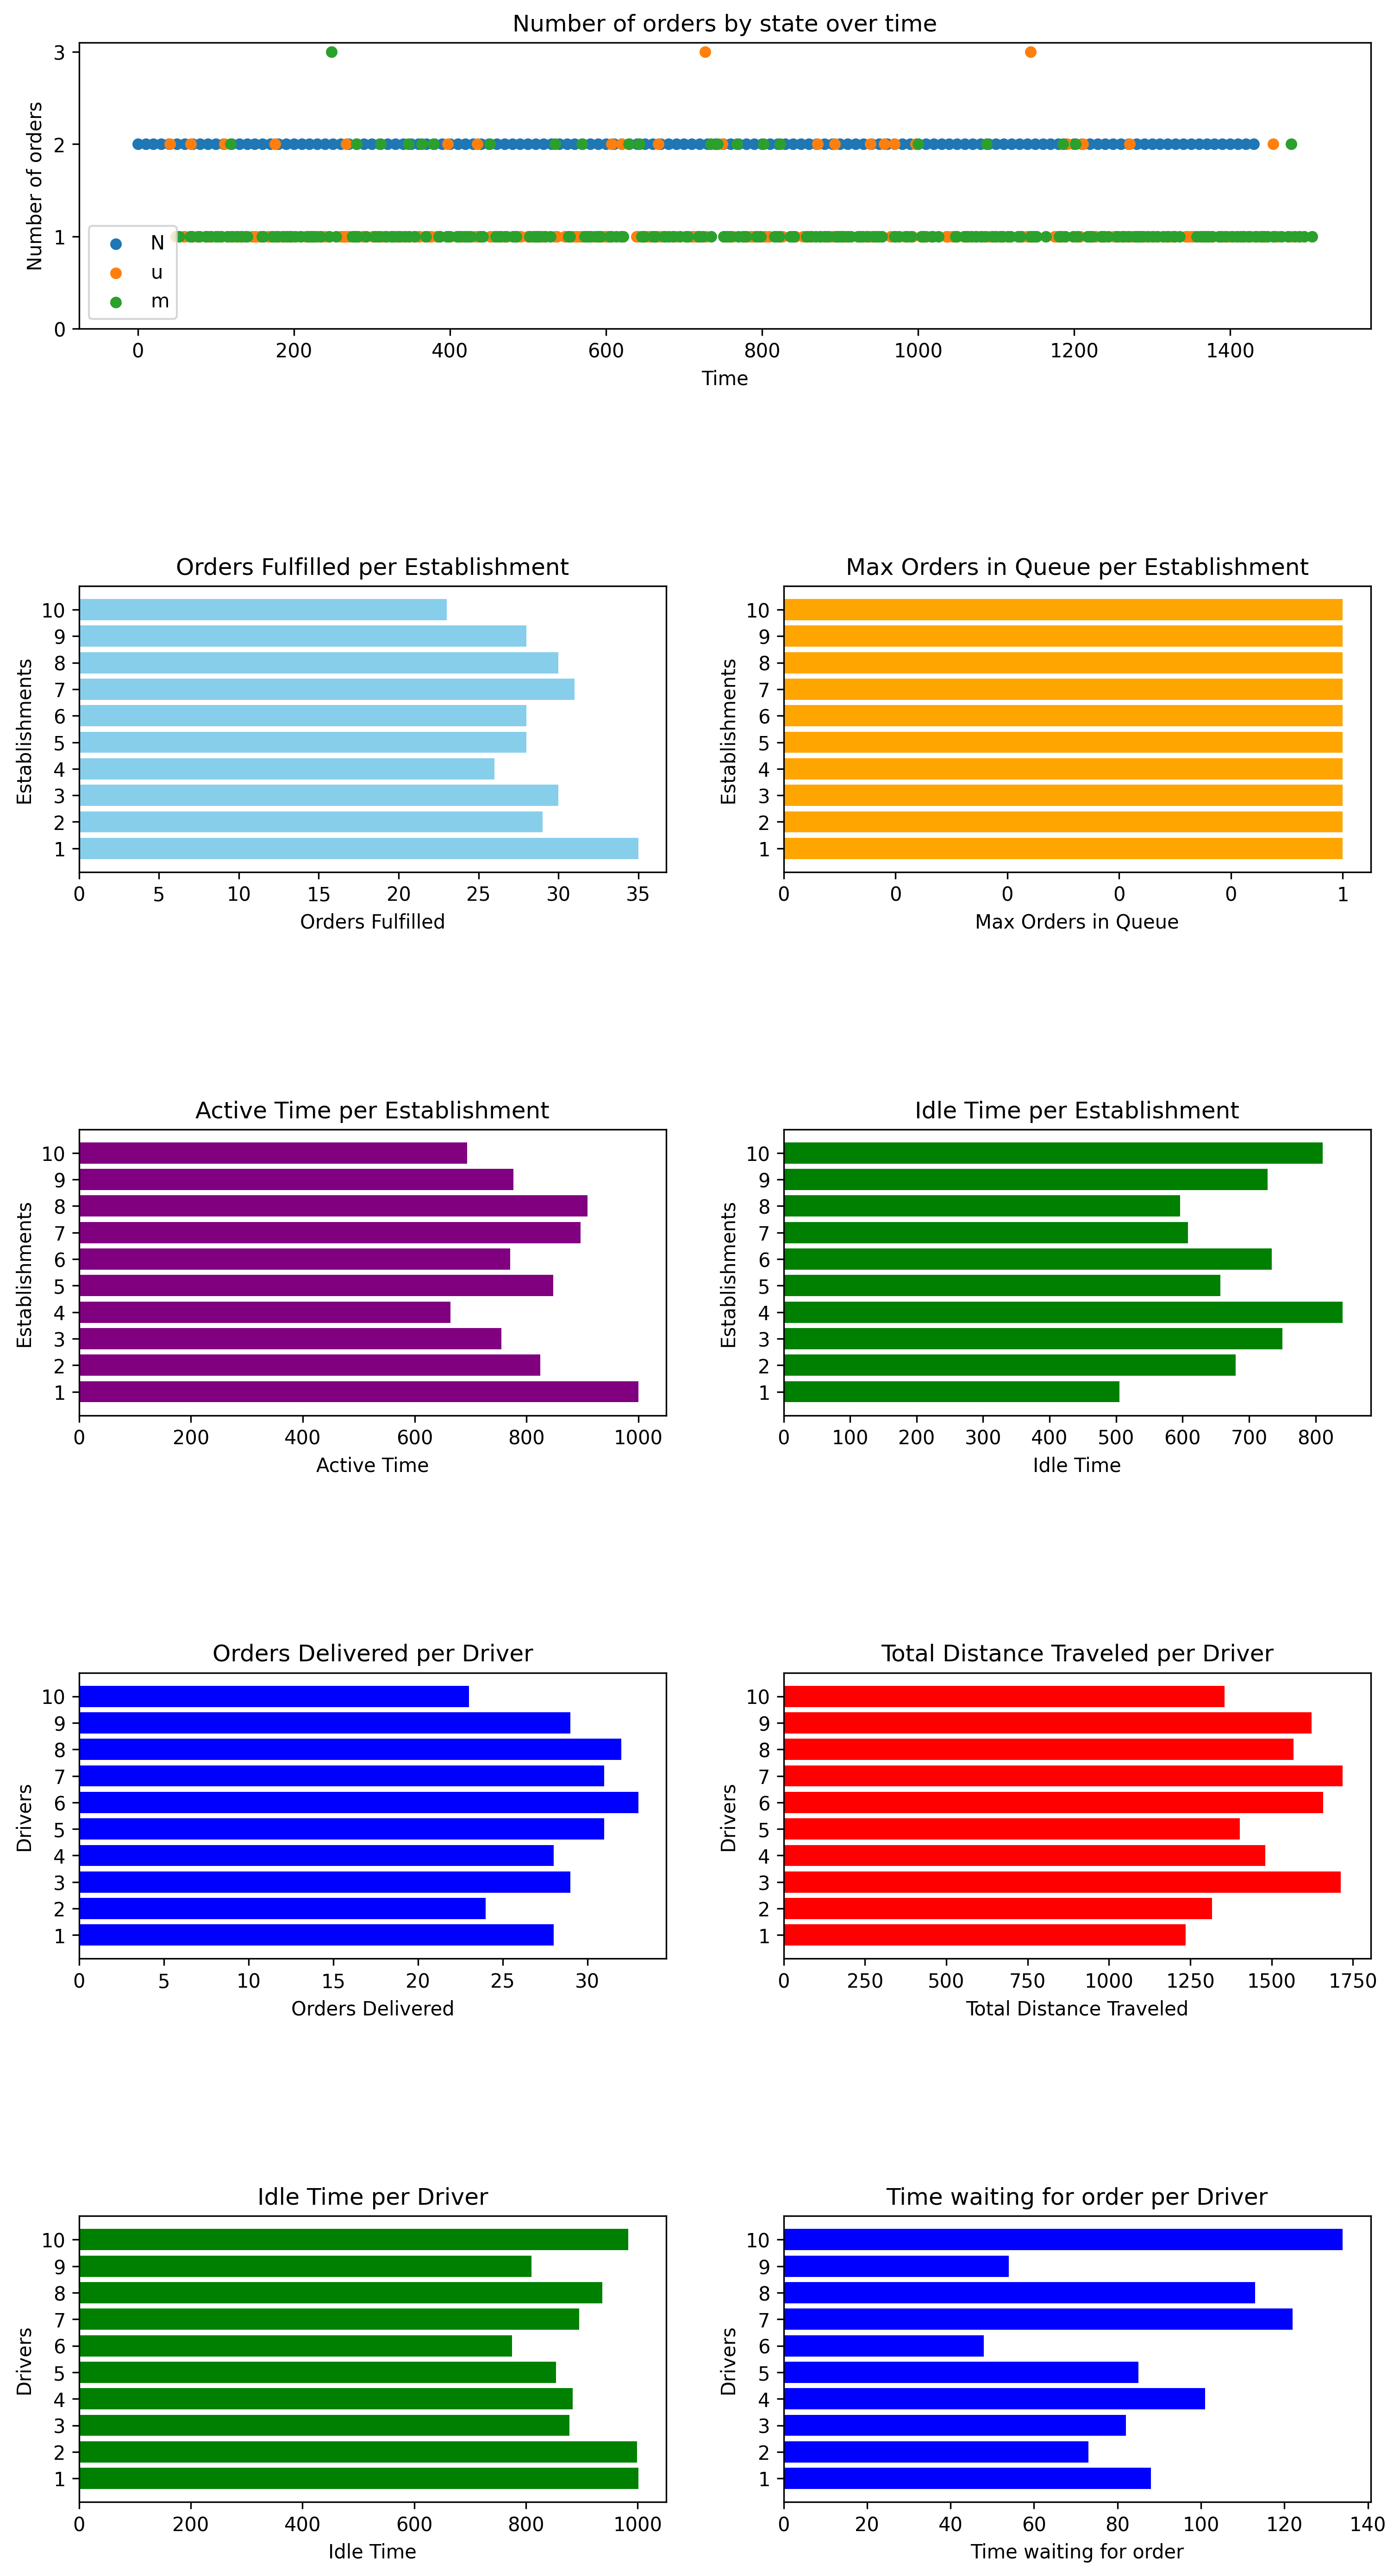 Number of orders by state over time
Number of orders
3
2
1
0
N
u
m
0 200 400 600 800 1000 1200 1400
Time
Orders Fulfilled per Establishment
Establishments
10
9
8
7
6
5
4
3
2
1
0 5 10 15 20 25 30 35
Orders Fulfilled
Max Orders in Queue per Establishment
Establishments
10
9
8
7
6
5
4
3
2
1
0 0 0 0 0 1
Max Orders in Queue
Active Time per Establishment
Establishments
10
9
8
7
6
5
4
3
2
1
0 200 400 600 800 1000
Active Time
Idle Time per Establishment
Establishments
10
9
8
7
6
5
4
3
2
1
0 100 200 300 400 500 600 700 800
Idle Time
Orders Delivered per Driver
Drivers
10
9
8
7
6
5
4
3
2
1
0 5 10 15 20 25 30
Orders Delivered
Total Distance Traveled per Driver
Drivers
10
9
8
7
6
5
4
3
2
1
0 250 500 750 1000 1250 1500 1750
Total Distance Traveled
Idle Time per Driver
Drivers
10
9
8
7
6
5
4
3
2
1
0 200 400 600 800 1000
Idle Time
Time waiting for order per Driver
Drivers
10
9
8
7
6
5
4
3
2
1
0 20 40 60 80 100 120 140
Time waiting for order